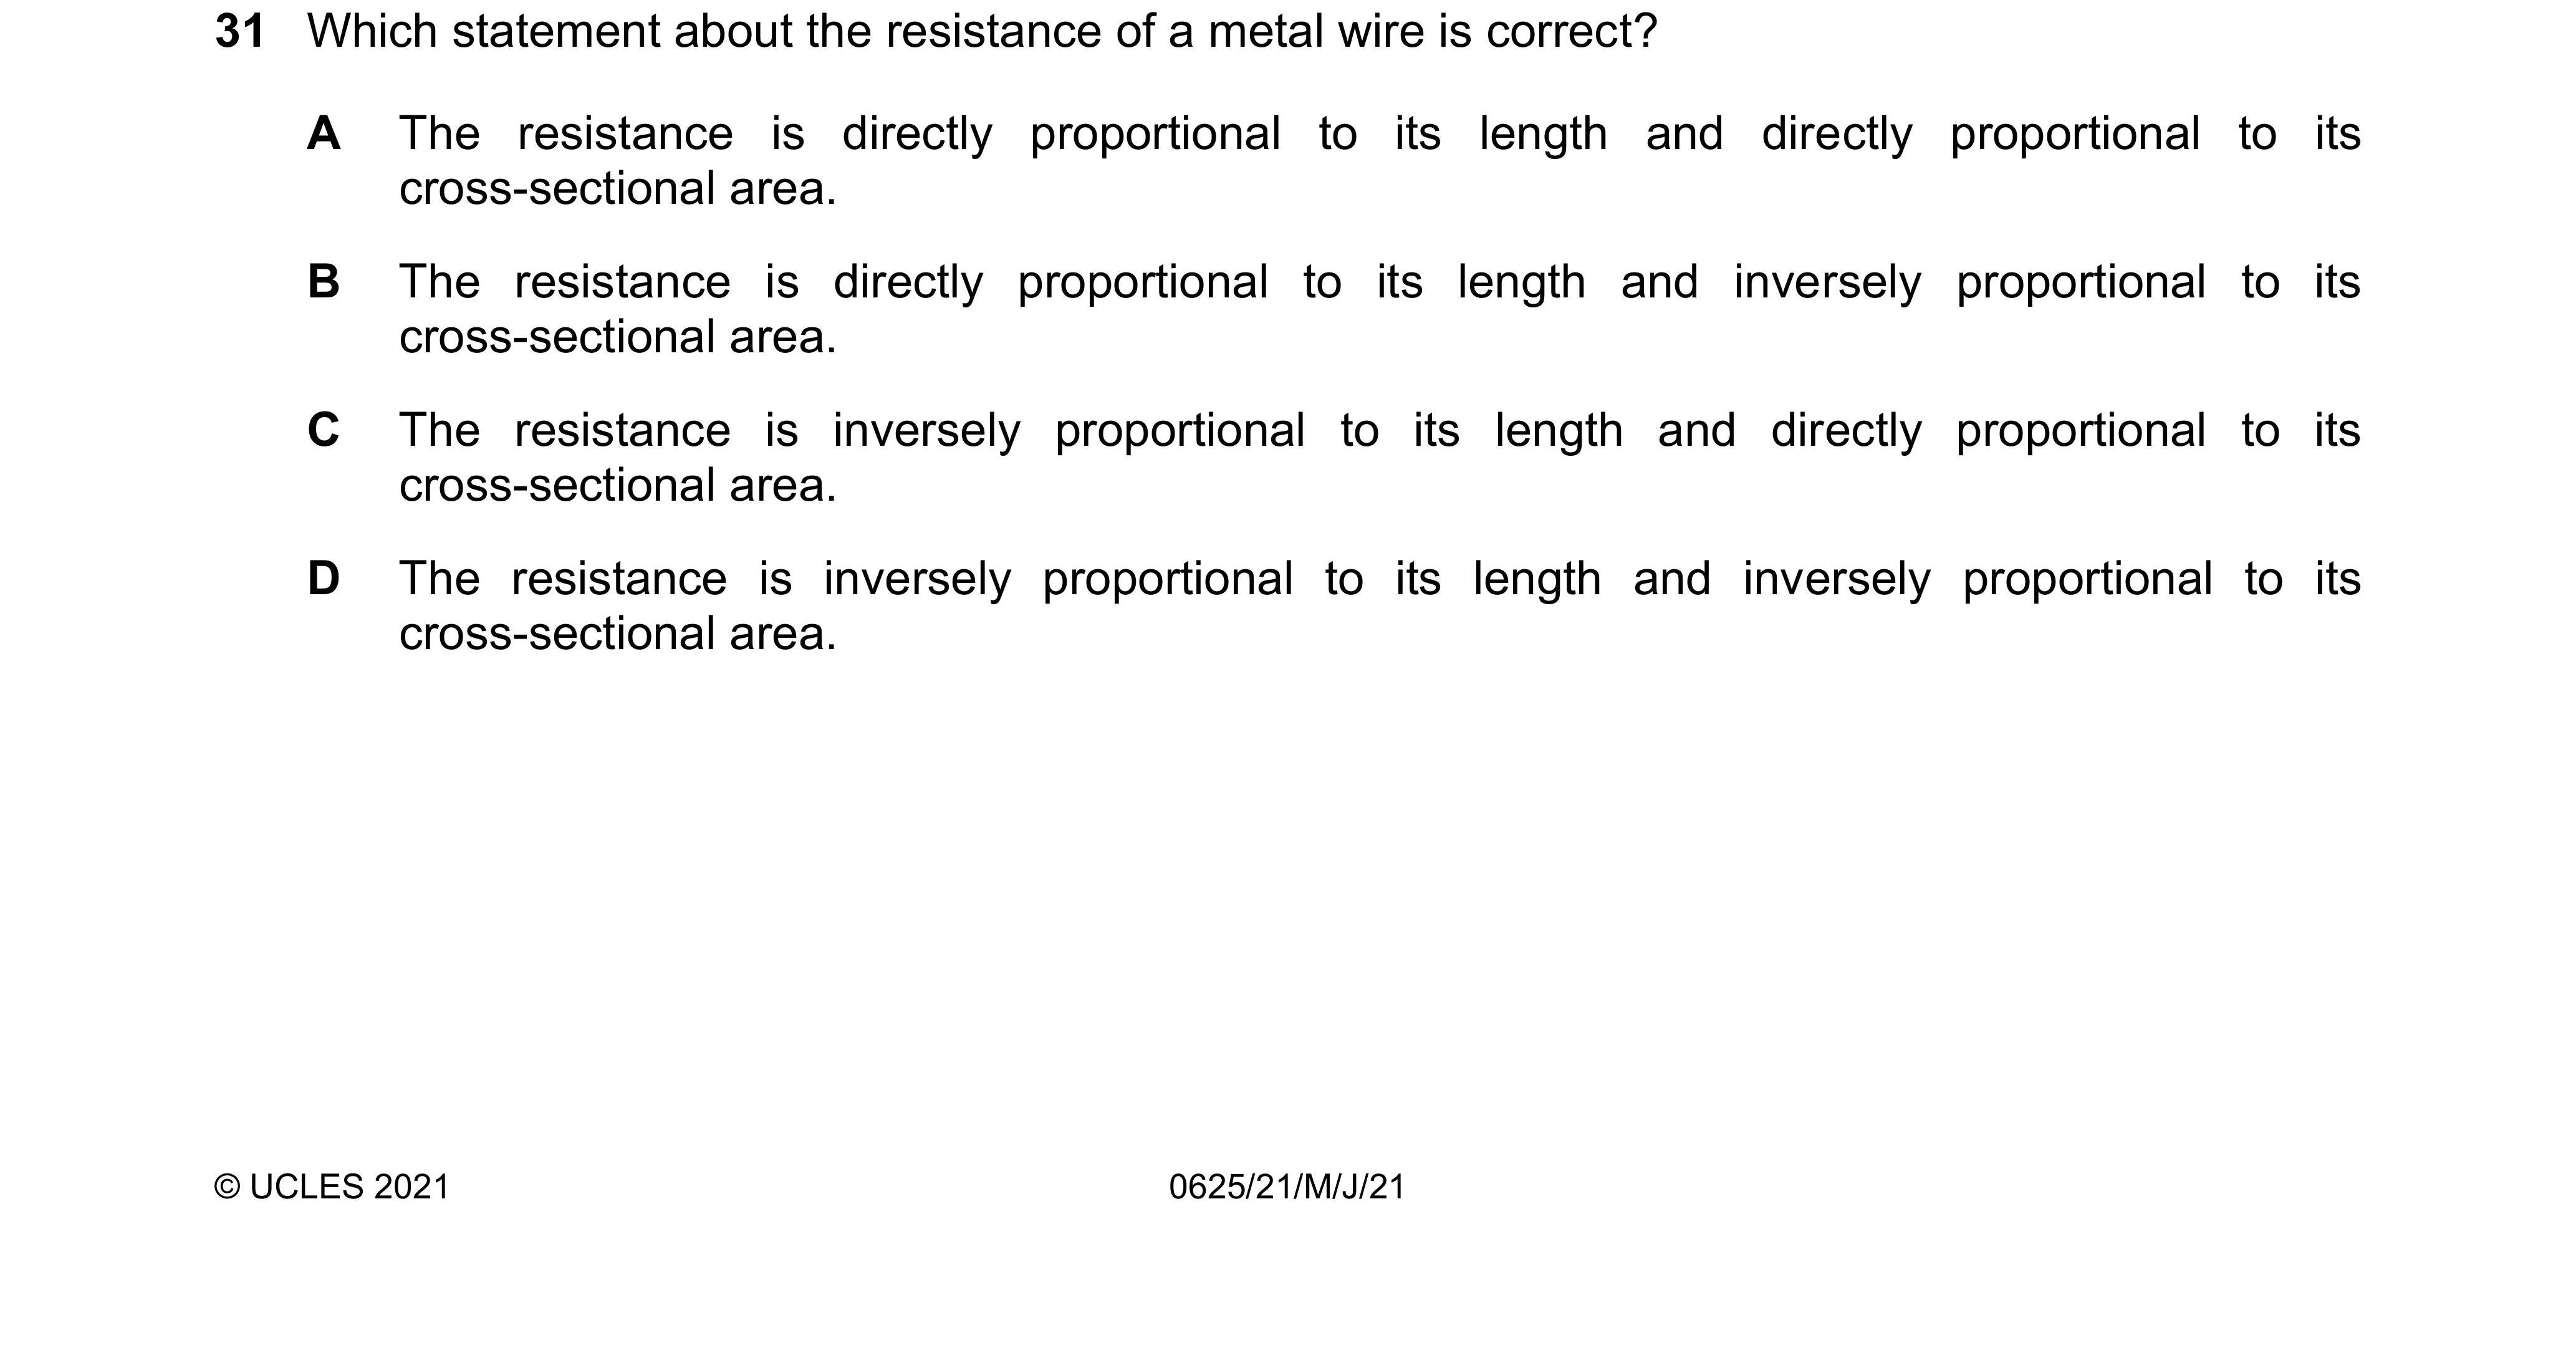 31 Which statement about the resistance of a metal wire is correct?
A The resistance is directly proportional to its length and directly proportional to its
cross-sectional area.
B The resistance is directly proportional to its length and inversely proportional to its
cross-sectional area.
C The resistance is inversely proportional to its length and directly proportional to its
cross-sectional area.
D The resistance is inversely proportional to its length and inversely proportional to its
cross-sectional area.
© UCLES 2021 0625/21/M/J/21